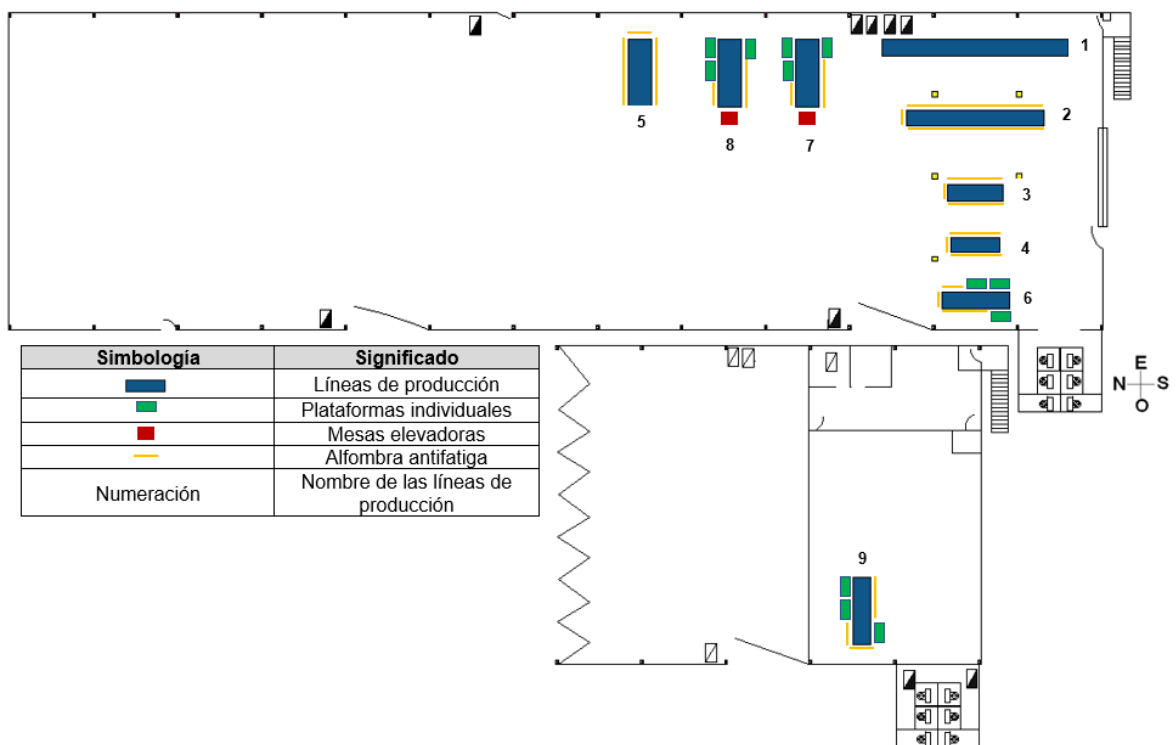 1
2
5
8
7
3
4
6
Simbología Significado
Líneas de producción
Plataformas individuales
Mesas elevadoras
Alfombra antifatiga
Numeración Nombre de las líneas de
producción
E
N S
O
9